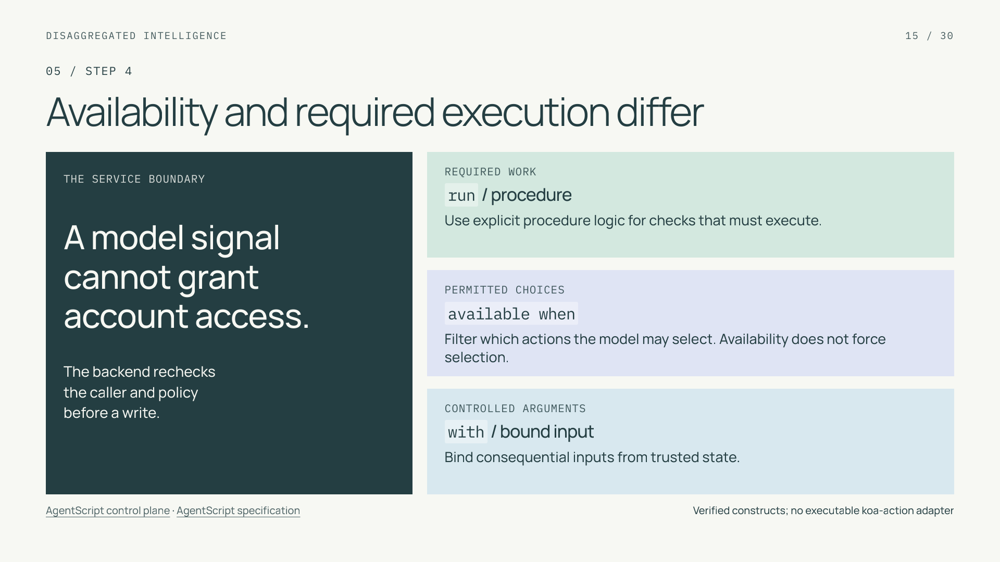 DISAGGREGATED INTELLIGENCE
15 / 30
05 / STEP 4
Availability and required execution differ
THE SERVICE BOUNDARY
A model signal
cannot grant
account access.
The backend rechecks
the caller and policy
before a write.
REQUIRED WORK
run / procedure
Use explicit procedure logic for checks that must execute.
PERMITTED CHOICES
available when
Filter which actions the model may select. Availability does not force
selection.
CONTROLLED ARGUMENTS
with / bound input
Bind consequential inputs from trusted state.
AgentScript control plane · AgentScript specification
Verified constructs; no executable koa-action adapter